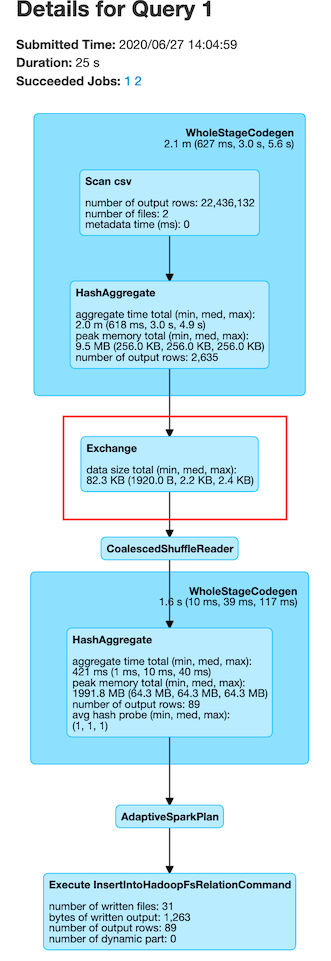 Details for Query 1
Submitted Time: 2020/06/27 14:04:59
Duration: 25 s
Succeeded Jobs: 1 2
WholeStageCodegen
2.1 m (627 ms, 3.0 s, 5.6 s)
Scan csv
number of output rows: 22,436,132
number of files: 2
metadata time (ms): 0
HashAggregate
aggregate time total (min, med, max):
2.0 m (618 ms, 3.0 s, 4.9 s)
peak memory total (min, med, max):
9.5 MB (256.0 KB, 256.0 KB, 256.0 KB)
number of output rows: 2,635
Exchange
data size total (min, med, max):
82.3 KB (1920.0 B, 2.2 KB, 2.4 KB)
CoalescedShuffleReader
WholeStageCodegen
1.6 s (10 ms, 39 ms, 117 ms)
HashAggregate
aggregate time total (min, med, max):
421 ms (1 ms, 10 ms, 40 ms)
peak memory total (min, med, max):
1991.8 MB (64.3 MB, 64.3 MB, 64.3 MB)
number of output rows: 89
avg hash probe (min, med, max):
(1, 1, 1)
AdaptiveSparkPlan
Execute InsertIntoHadoopFsRelationCommand
number of written files: 31
bytes of written output: 1,263
number of output rows: 89
number of dynamic part: 0